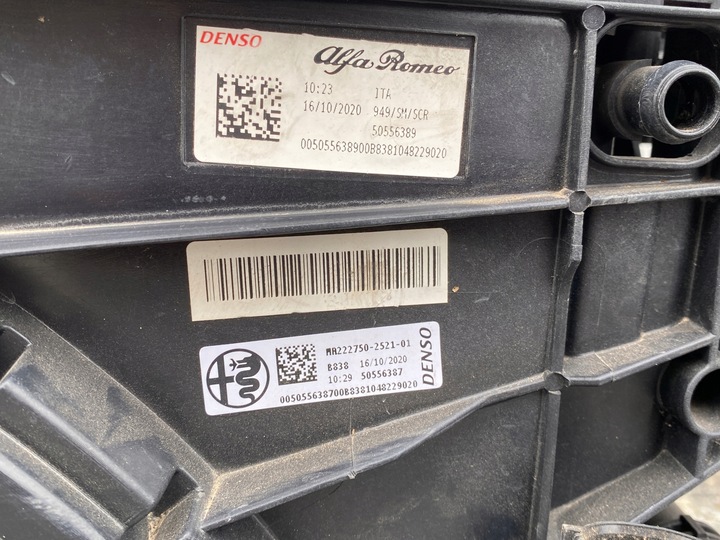 DENSO
Alfa Romeo
10:23 ITA
16/10/2020 949/SM/SCR
50556389
005055638900B8381048229020
MA222750-2521-01
B838 16/10/2020
10:29 50556387
DENSO
005055638700B8381048229020